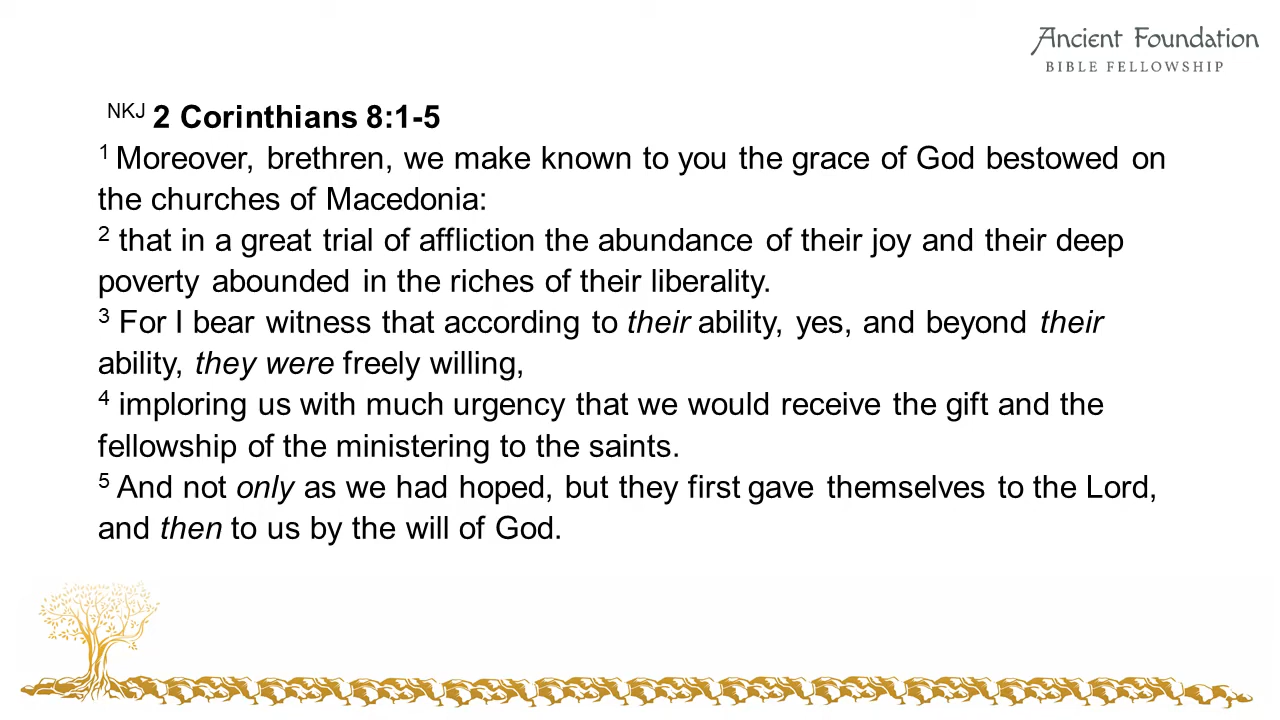 Ancient Foundation
BIBLE FELLOWSHIP
NKJ 2 Corinthians 8:1-5
1 Moreover, brethren, we make known to you the grace of God bestowed on
the churches of Macedonia:
2 that in a great trial of affliction the abundance of their joy and their deep
poverty abounded in the riches of their liberality.
3 For I bear witness that according to their ability, yes, and beyond their
ability, they were freely willing,
4 imploring us with much urgency that we would receive the gift and the
fellowship of the ministering to the saints.
5 And not only as we had hoped, but they first gave themselves to the Lord,
and then to us by the will of God.